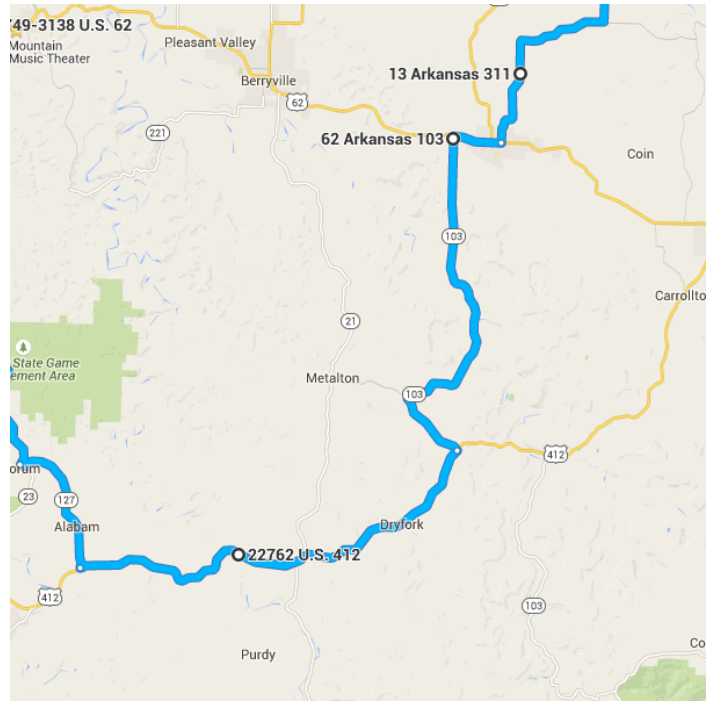 749-3138 U.S. 62
Mountain
Music Theater
Pleasant Valley
Berryville
62
13 Arkansas 311
62 Arkansas 103
221
Coin
103
Carrollto
21
State Game
ement Area
Metalton
103
412
orum
23
127
Alabam
Dryfork
22762 U.S. 412
412
103
Purdy
Co